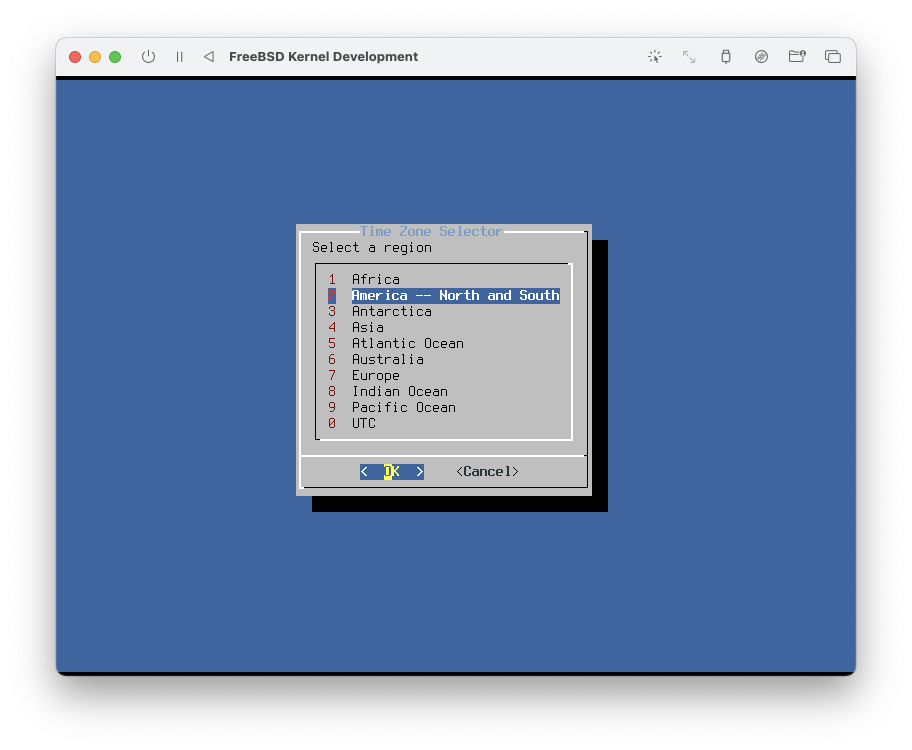 FreeBSD Kernel Development
Time Zone Selector
Select a region
1 Africa
2 America -- North and South
3 Antarctica
4 Asia
5 Atlantic Ocean
6 Australia
7 Europe
8 Indian Ocean
9 Pacific Ocean
0 UTC
< OK > <Cancel>